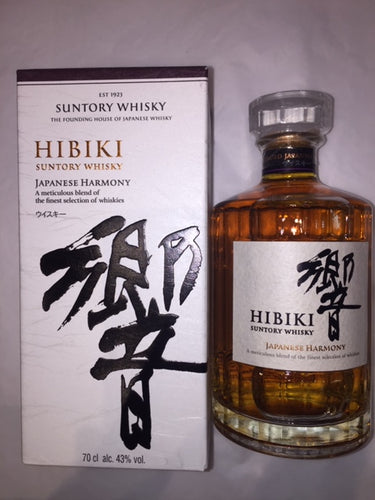 EST 1923
SUNTORY WHISKY
THE FOUNDING HOUSE OF JAPANESE WHISKY
HIBIKI
SUNTORY WHISKY
JAPANESE HARMONY
A meticulous blend of
the finest selection of whiskies
ウイスキー
響
70 cl alc. 43% vol.
響
HIBIKI
SUNTORY WHISKY
JAPANESE HARMONY
A meticulous blend of the finest selection of whiskies